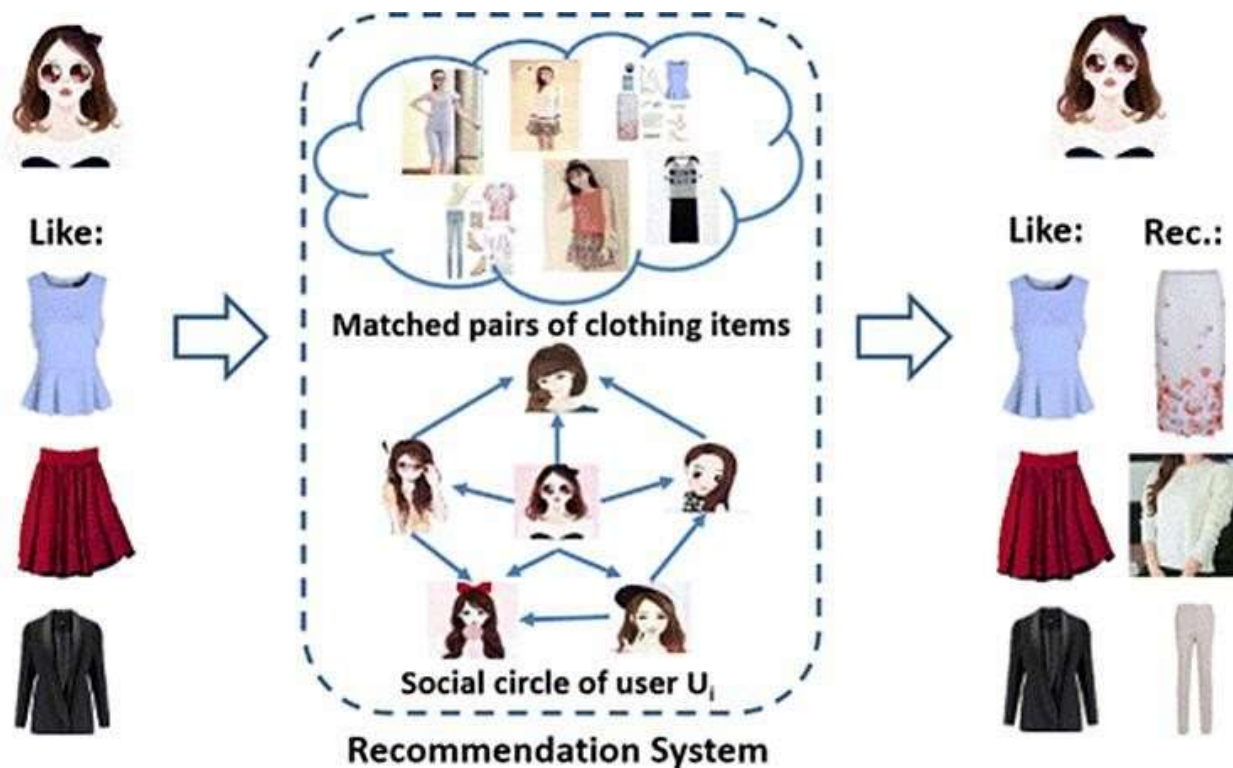 Like:
Matched pairs of clothing items
Social circle of user Uᵢ
Recommendation System
Like:
Rec.: